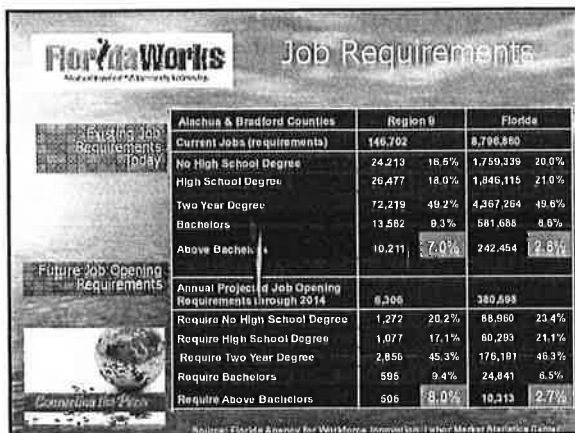 FloridaWorks
Job Requirements
Existing Job
Requirements
Today
Future Job Opening
Requirements
Alachua & Bradford Counties Region 9 Florida
Current Jobs (requirements) 146,702 8,796,860
No High School Degree 24,213 16.5% 1,759,339 20.0%
High School Degree 26,477 18.0% 1,846,115 21.0%
Two Year Degree 72,219 49.2% 4,367,264 49.6%
Bachelors 13,582 9.3% 581,688 6.6%
Above Bachelors 10,211 7.0% 242,454 2.8%
Annual Projected Job Opening
Requirements through 2014 6,306 380,598
Require No High School Degree 1,272 20.2% 88,960 23.4%
Require High School Degree 1,077 17.1% 80,293 21.1%
Require Two Year Degree 2,856 45.3% 176,191 46.3%
Require Bachelors 595 9.4% 24,841 6.5%
Require Above Bachelors 506 8.0% 10,313 2.7%
Source: Florida Agency for Workforce Innovation, Labor Market Statistics Center